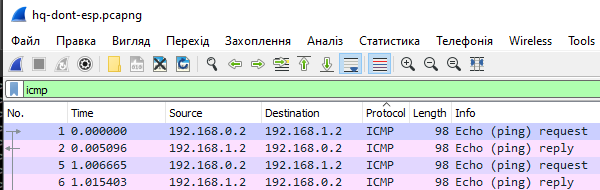 hq-dont-esp.pcapng
Файл Правка Вигляд Перехід Захоплення Аналіз Статистика Телефонія Wireless Tools
icmp
No. Time Source Destination Protocol Length Info
1 0.000000 192.168.0.2 192.168.1.2 ICMP 98 Echo (ping) request
2 0.005096 192.168.1.2 192.168.0.2 ICMP 98 Echo (ping) reply
5 1.006665 192.168.0.2 192.168.1.2 ICMP 98 Echo (ping) request
6 1.015403 192.168.1.2 192.168.0.2 ICMP 98 Echo (ping) reply